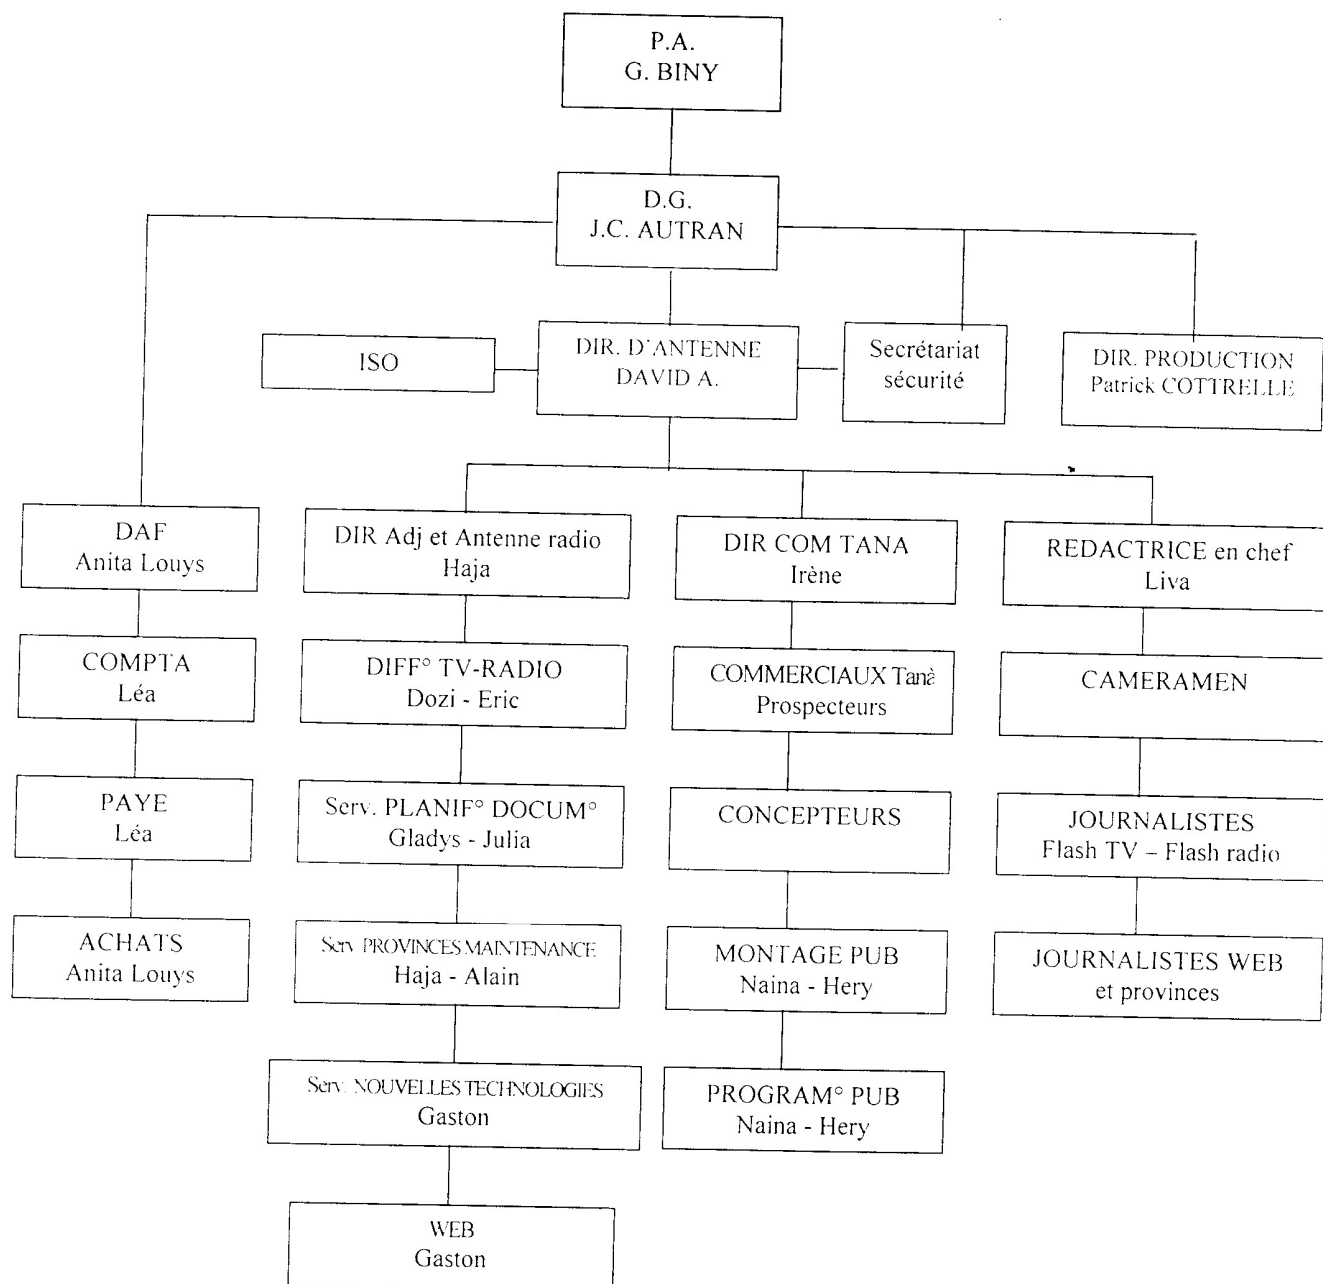 P.A.
G. BINY
D.G.
J.C. AUTRAN
ISO
DIR. D'ANTENNE
DAVID A.
Secrétariat
sécurité
DIR. PRODUCTION
Patrick COTTRELLE
DAF
Anita Louys
DIR Adj et Antenne radio
Haja
DIR COM TANA
Irène
REDACTRICE en chef
Liva
COMPTA
Léa
DIFF° TV-RADIO
Dozi - Eric
COMMERCIAUX Tanà
Prospecteurs
CAMERAMEN
PAYE
Léa
Serv. PLANIF° DOCUM°
Gladys - Julia
CONCEPTEURS
JOURNALISTES
Flash TV – Flash radio
ACHATS
Anita Louys
Serv. PROVINCES MAINTENANCE
Haja - Alain
MONTAGE PUB
Naina - Hery
JOURNALISTES WEB
et provinces
Serv. NOUVELLES TECHNOLOGIES
Gaston
PROGRAM° PUB
Naina - Hery
WEB
Gaston